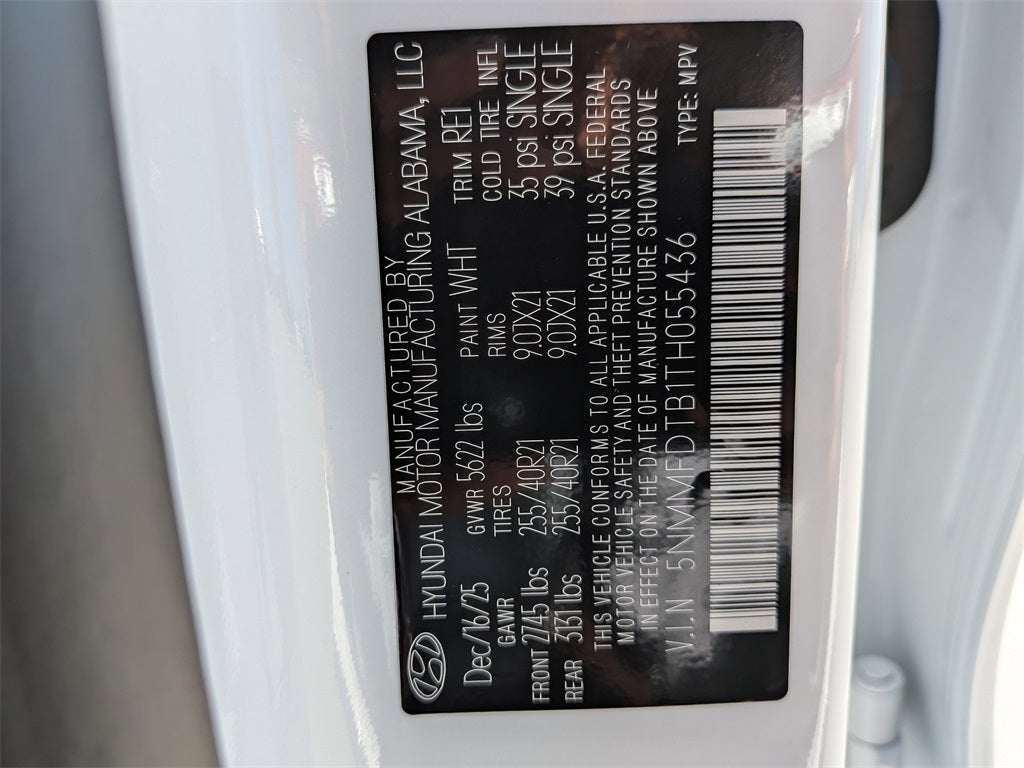 MANUFACTURED BY
HYUNDAI MOTOR MANUFACTURING ALABAMA, LLC
Dec/16/25 GVWR 5622 lbs PAINT WHT TRIM RE1
GAWR TIRES RIMS COLD TIRE INFL
FRONT 2745 lbs 255/40R21 9.0JX21 35 psi SINGLE
REAR 3131 lbs 255/40R21 9.0JX21 39 psi SINGLE
THIS VEHICLE CONFORMS TO ALL APPLICABLE U.S.A. FEDERAL
MOTOR VEHICLE SAFETY AND THEFT PREVENTION STANDARDS
IN EFFECT ON THE DATE OF MANUFACTURE SHOWN ABOVE
V.I.N 5NMMFDTB1TH055436 TYPE: MPV